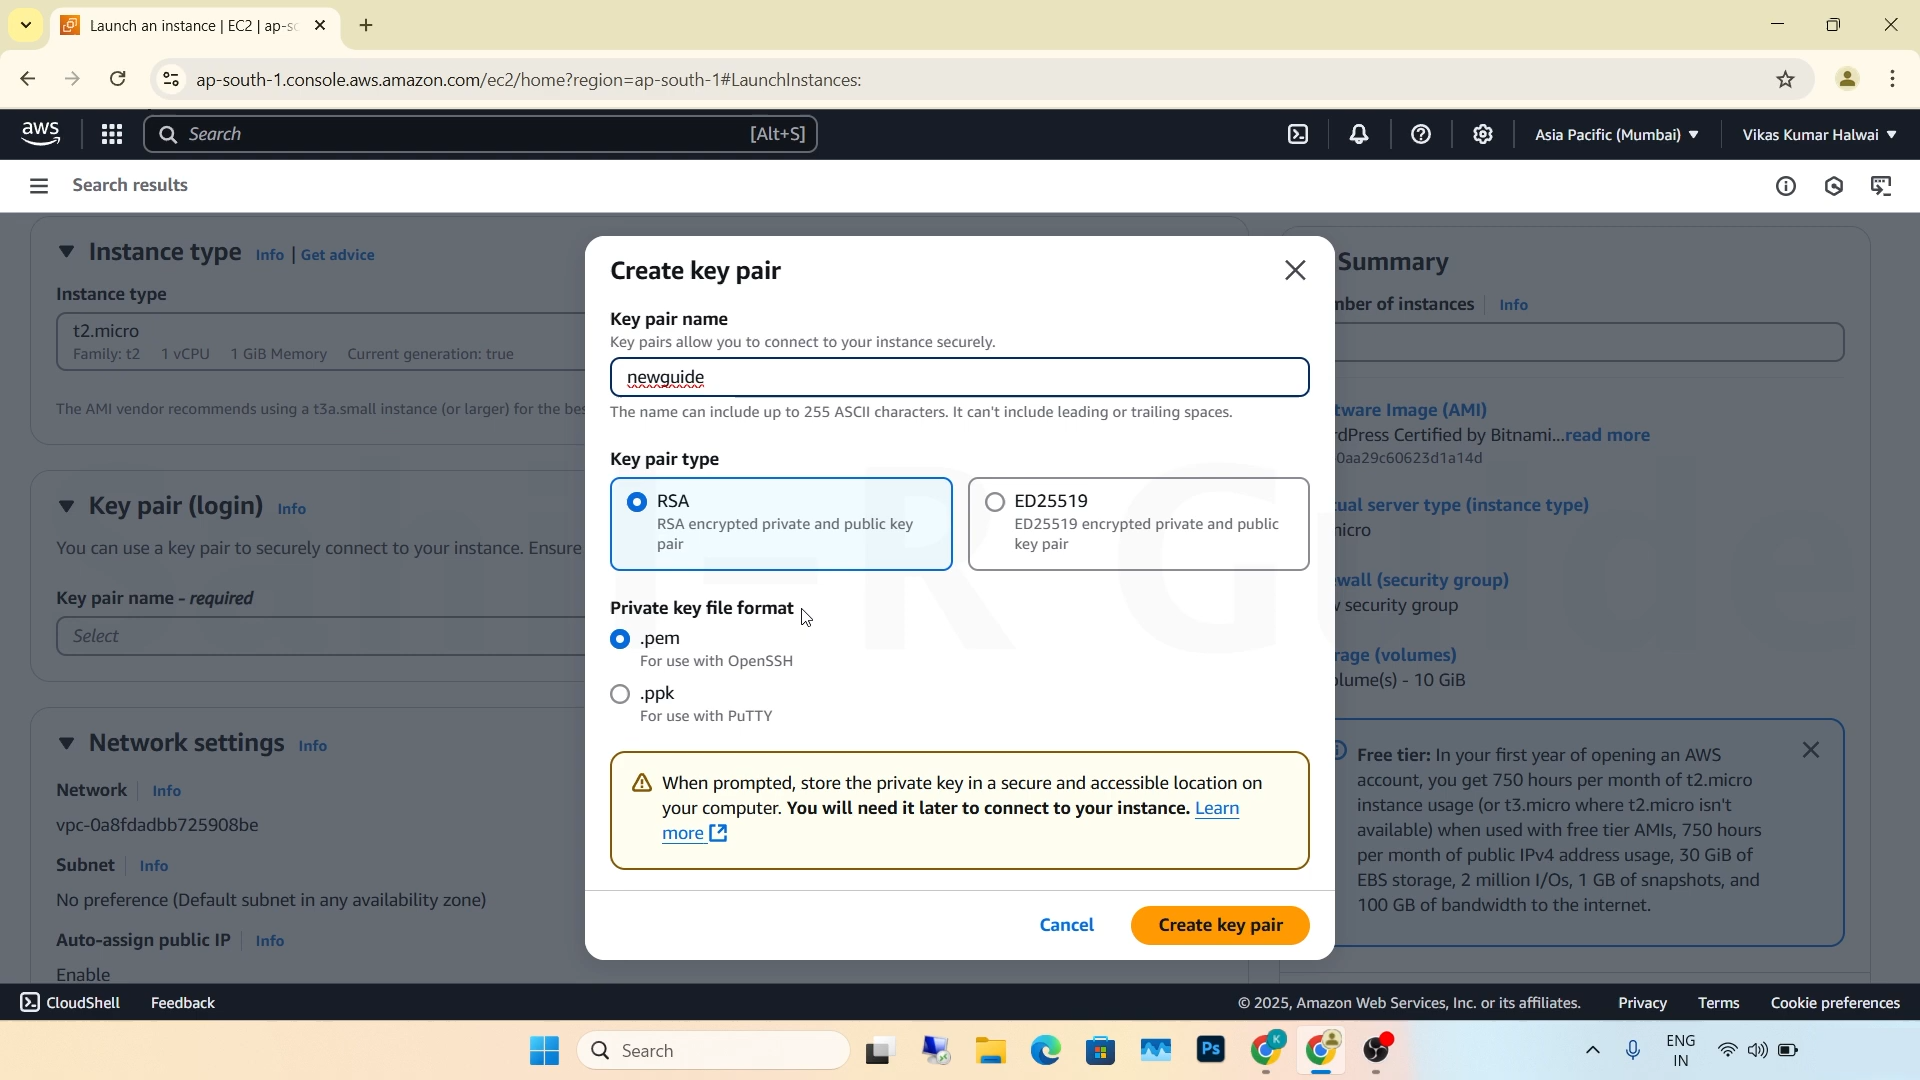 Launch an instance | EC2 | ap-so
ap-south-1.console.aws.amazon.com/ec2/home?region=ap-south-1#LaunchInstances:
aws
Search [Alt+S]
Asia Pacific (Mumbai)
Vikas Kumar Halwai
Search results
Instance type Info | Get advice
Instance type
t2.micro
Family: t2 1 vCPU 1 GiB Memory Current generation: true
The AMI vendor recommends using a t3a.small instance (or larger) for the bes
Key pair (login) Info
You can use a key pair to securely connect to your instance. Ensure
Key pair name - required
Select
Network settings Info
Network Info
vpc-0a8fdadbb725908be
Subnet Info
No preference (Default subnet in any availability zone)
Auto-assign public IP Info
Enable
Create key pair
Key pair name
Key pairs allow you to connect to your instance securely.
newguide
The name can include up to 255 ASCII characters. It can't include leading or trailing spaces.
Key pair type
RSA
RSA encrypted private and public key
pair
ED25519
ED25519 encrypted private and public
key pair
Private key file format
.pem
For use with OpenSSH
.ppk
For use with PuTTY
When prompted, store the private key in a secure and accessible location on
your computer. You will need it later to connect to your instance. Learn
more
Cancel
Create key pair
Summary
nber of instances Info
tware Image (AMI)
rdPress Certified by Bitnami...read more
0aa29c60623d1a14d
tual server type (instance type)
micro
ewall (security group)
v security group
rage (volumes)
olume(s) - 10 GiB
Free tier: In your first year of opening an AWS
account, you get 750 hours per month of t2.micro
instance usage (or t3.micro where t2.micro isn't
available) when used with free tier AMIs, 750 hours
per month of public IPv4 address usage, 30 GiB of
EBS storage, 2 million I/Os, 1 GB of snapshots, and
100 GB of bandwidth to the internet.
CloudShell Feedback
© 2025, Amazon Web Services, Inc. or its affiliates. Privacy Terms Cookie preferences
Search
Ps
K
ENG
IN